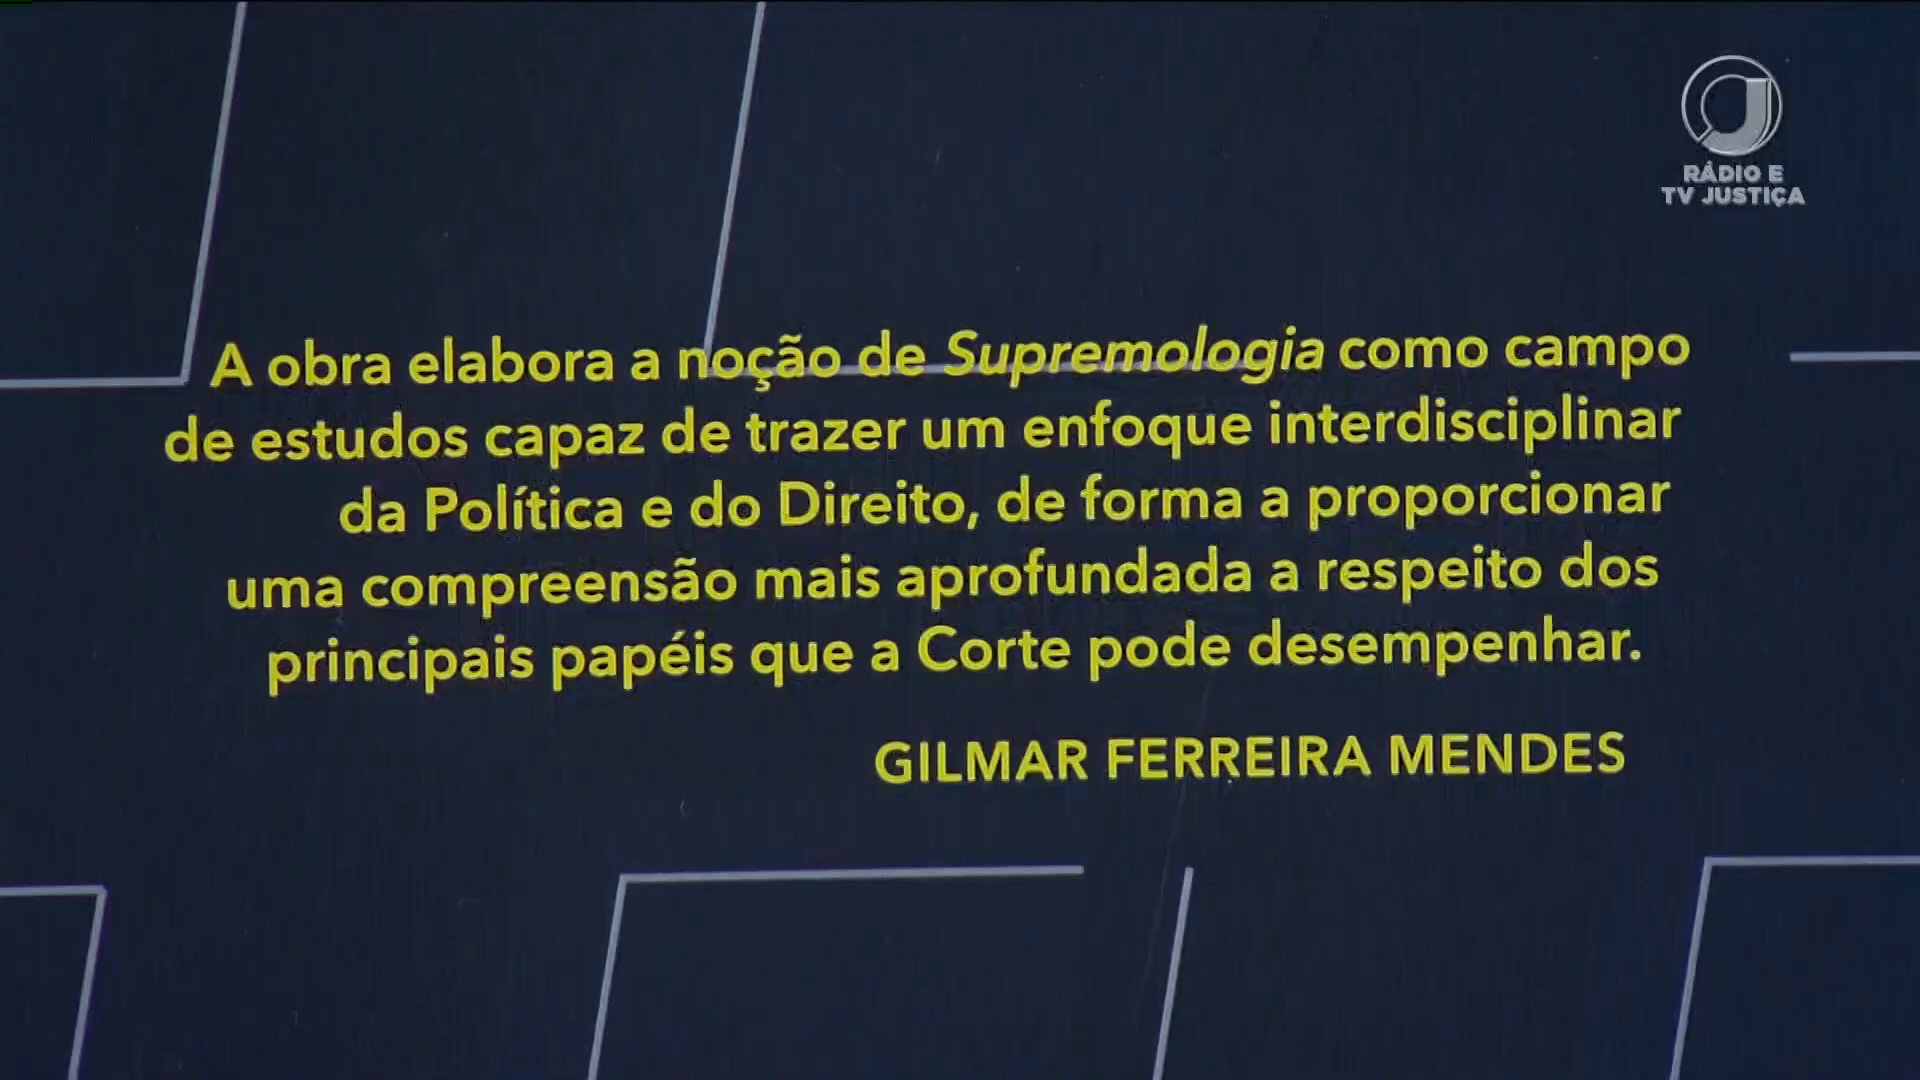 RÁDIO E
TV JUSTIÇA
A obra elabora a noção de Supremologia como campo
de estudos capaz de trazer um enfoque interdisciplinar
da Política e do Direito, de forma a proporcionar
uma compreensão mais aprofundada a respeito dos
principais papéis que a Corte pode desempenhar.
GILMAR FERREIRA MENDES